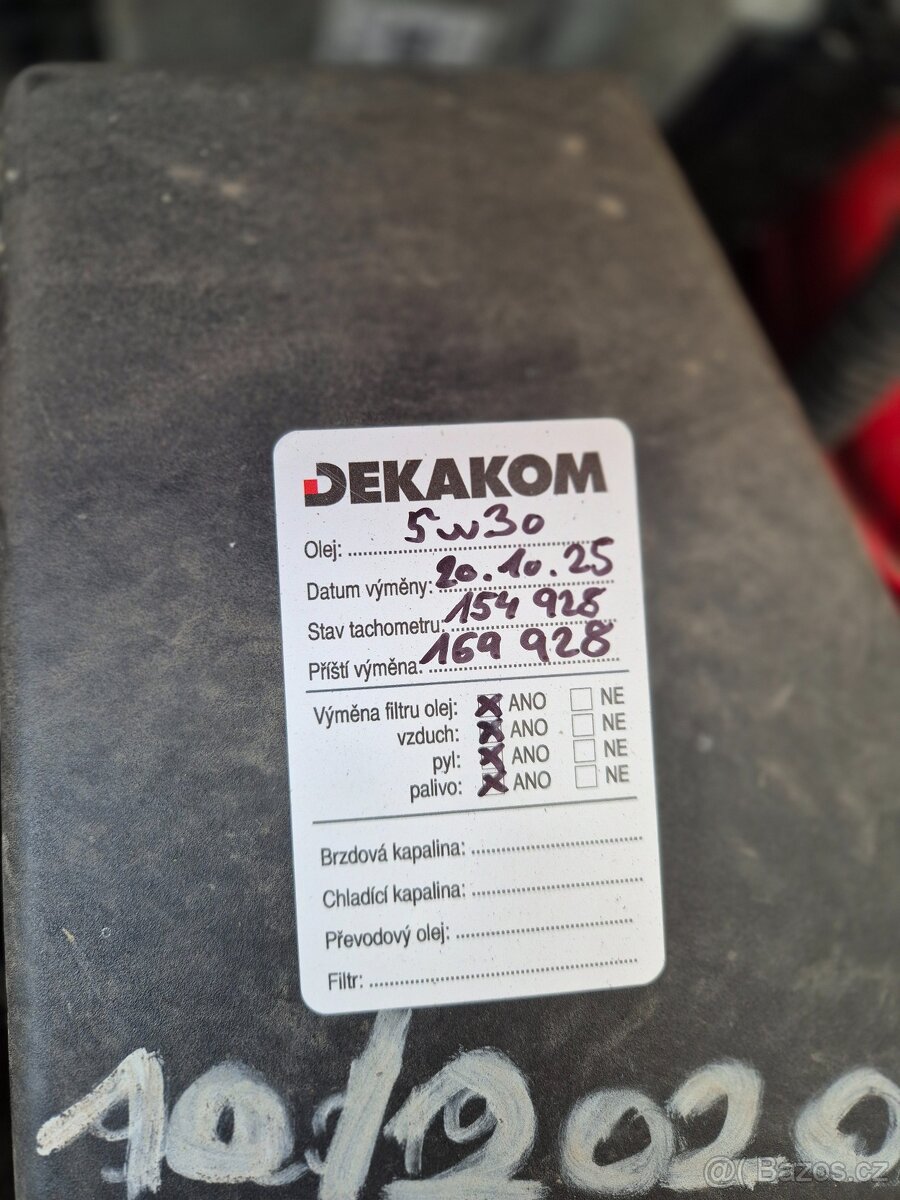 DEKAKOM
Olej: 5w30
Datum výměny: 20.10.25
Stav tachometru: 154 928
Příští výměna: 169 928
Výměna filtru olej: ☒ ANO ☐ NE
vzduch: ☒ ANO ☐ NE
pyl: ☒ ANO ☐ NE
palivo: ☒ ANO ☐ NE
Brzdová kapalina:
Chladící kapalina:
Převodový olej:
Filtr:
10/2020
Bazos.cz